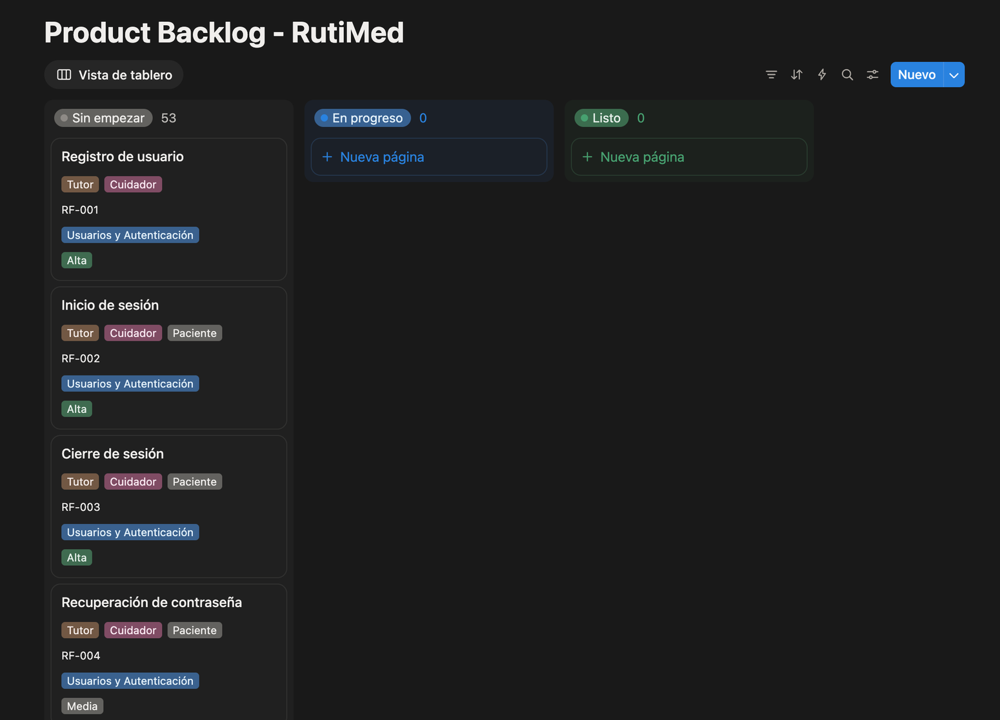 Product Backlog - RutiMed
Vista de tablero
Nuevo
Sin empezar 53
En progreso 0
Listo 0
Registro de usuario
Tutor Cuidador
RF-001
Usuarios y Autenticación
Alta
Inicio de sesión
Tutor Cuidador Paciente
RF-002
Usuarios y Autenticación
Alta
Cierre de sesión
Tutor Cuidador Paciente
RF-003
Usuarios y Autenticación
Alta
Recuperación de contraseña
Tutor Cuidador Paciente
RF-004
Usuarios y Autenticación
Media
+ Nueva página
+ Nueva página